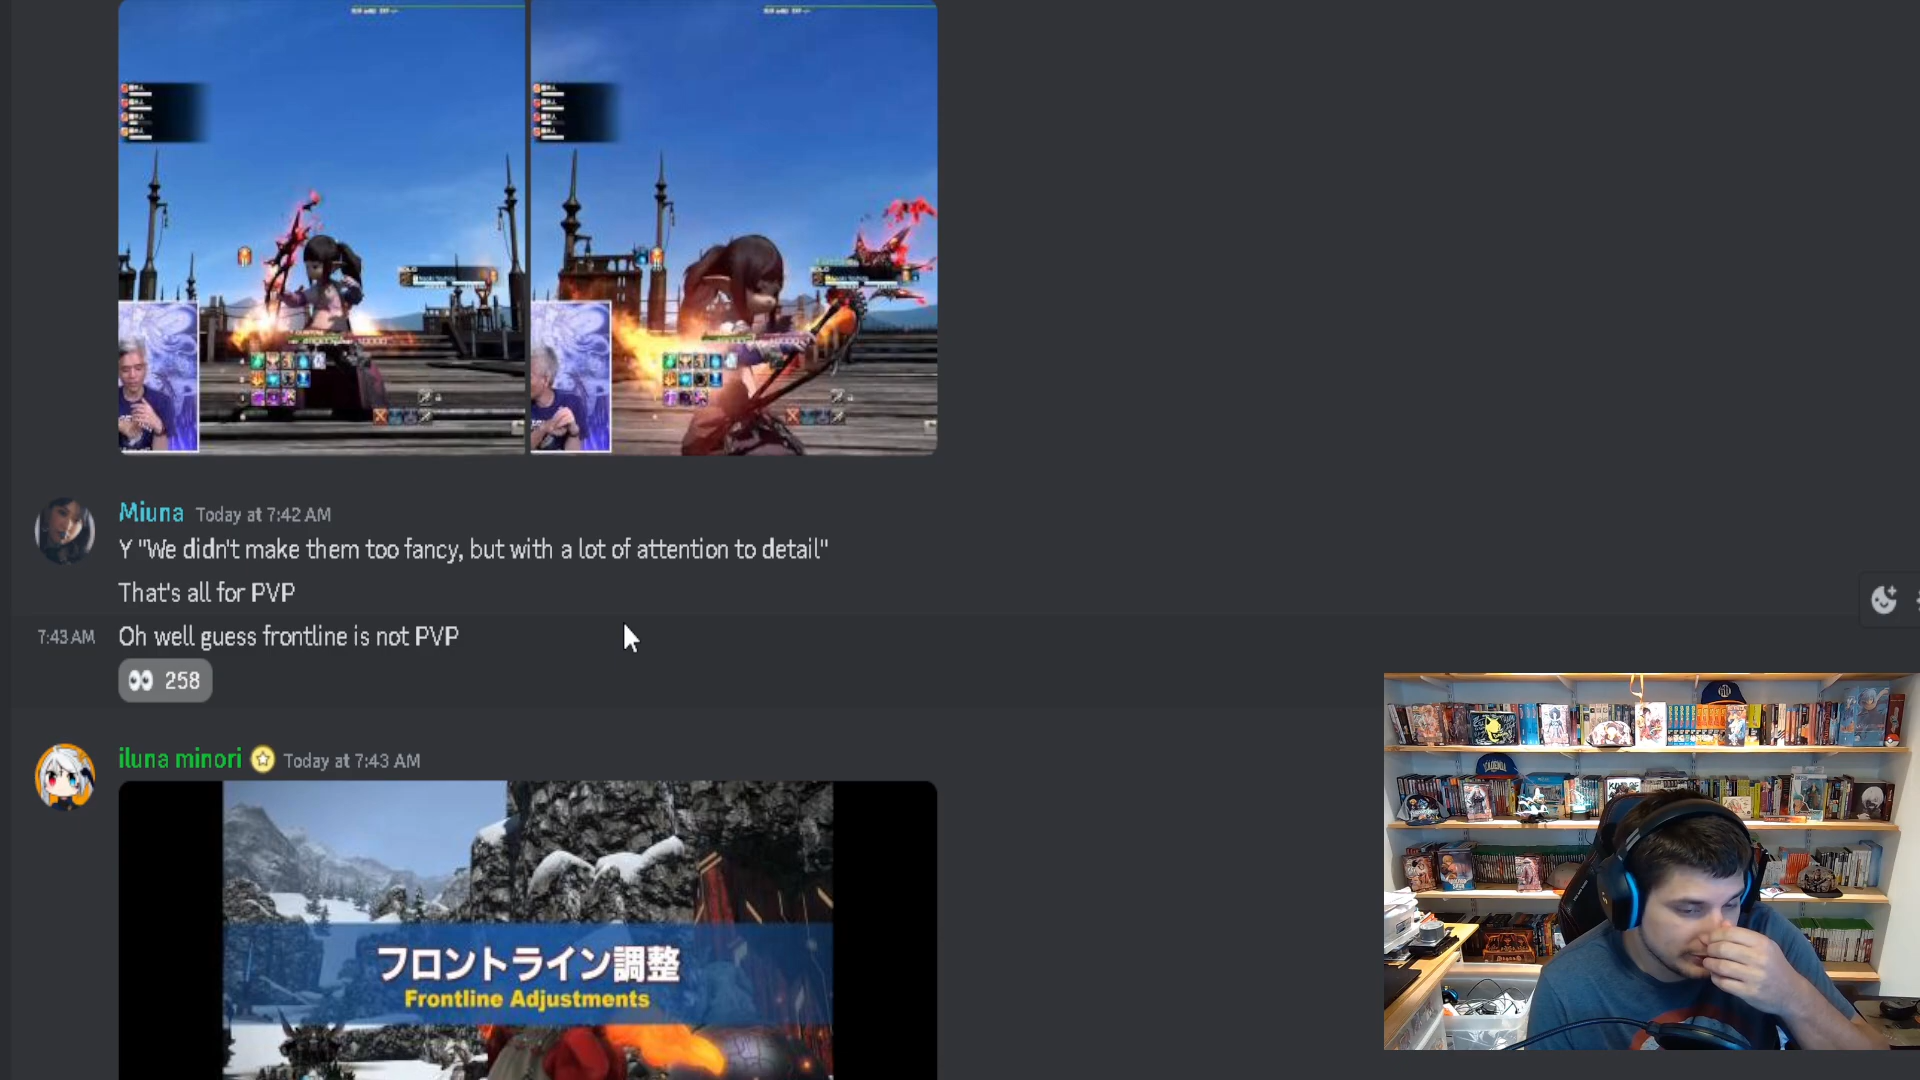 Miuna Today at 7:42 AM
Y "We didn't make them too fancy, but with a lot of attention to detail"
That's all for PVP
7:43 AM Oh well guess frontline is not PVP
258
iluna minori Today at 7:43 AM
フロントライン調整
Frontline Adjustments